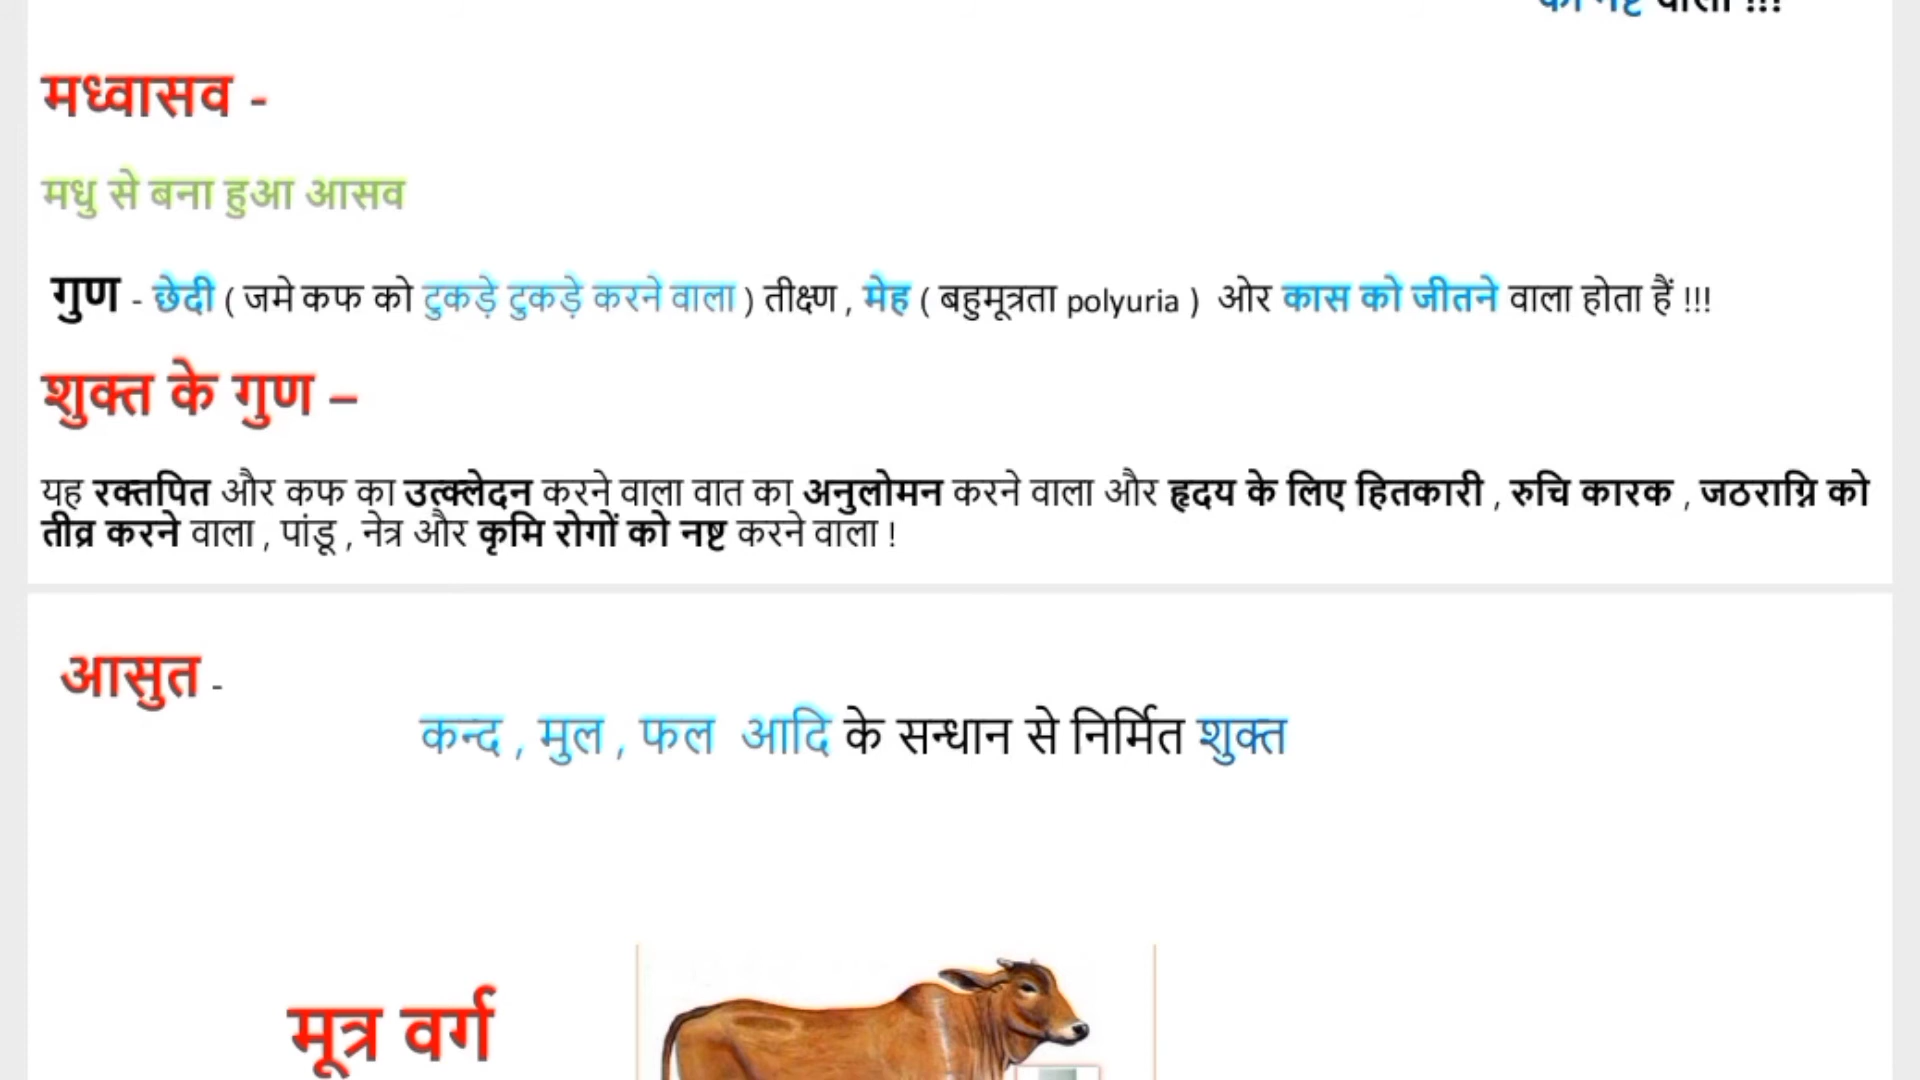 को नष्ट वाला !!!
मध्वासव -
मधु से बना हुआ आसव
गुण - छेदी ( जमे कफ को टुकड़े टुकड़े करने वाला ) तीक्ष्ण , मेह ( बहुमूत्रता polyuria ) ओर कास को जीतने वाला होता हैं !!!
शुक्त के गुण –
यह रक्तपित और कफ का उत्क्लेदन करने वाला वात का अनुलोमन करने वाला और हृदय के लिए हितकारी , रुचि कारक , जठराग्नि को
तीव्र करने वाला , पांडू , नेत्र और कृमि रोगों को नष्ट करने वाला !
आसुत -
कन्द , मुल , फल आदि के सन्धान से निर्मित शुक्त
मूत्र वर्ग